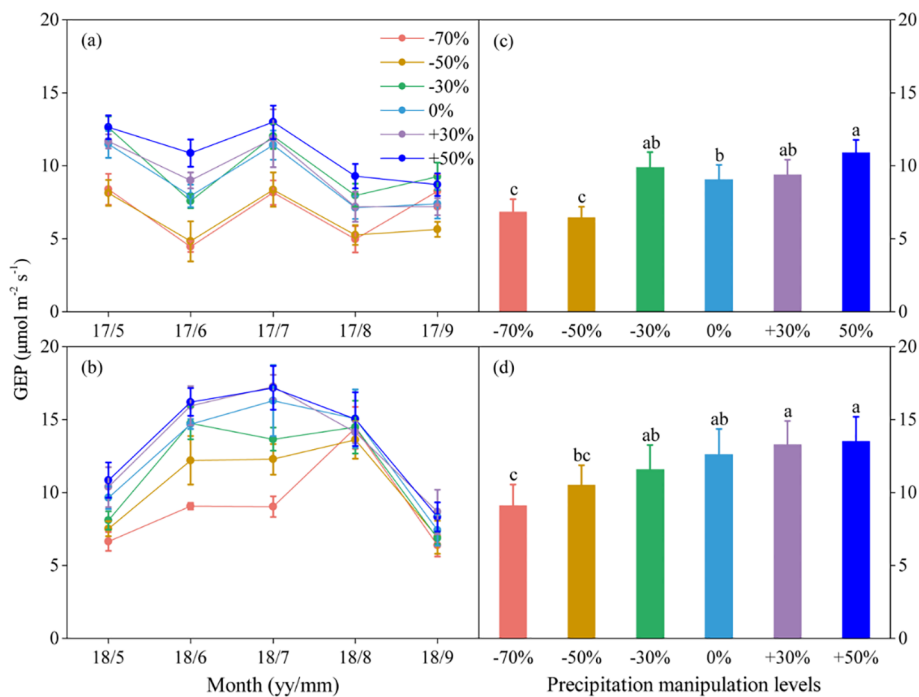 (a)
-70%
-50%
-30%
0%
+30%
+50%
20
15
10
5
0
17/5 17/6 17/7 17/8 17/9
(c)
c c ab b ab a
20
15
10
5
0
-70% -50% -30% 0% +30% 50%
GEP (μmol m⁻² s⁻¹)
(b)
20
15
10
5
0
18/5 18/6 18/7 18/8 18/9
Month (yy/mm)
(d)
c bc ab ab a a
20
15
10
5
0
-70% -50% -30% 0% +30% +50%
Precipitation manipulation levels